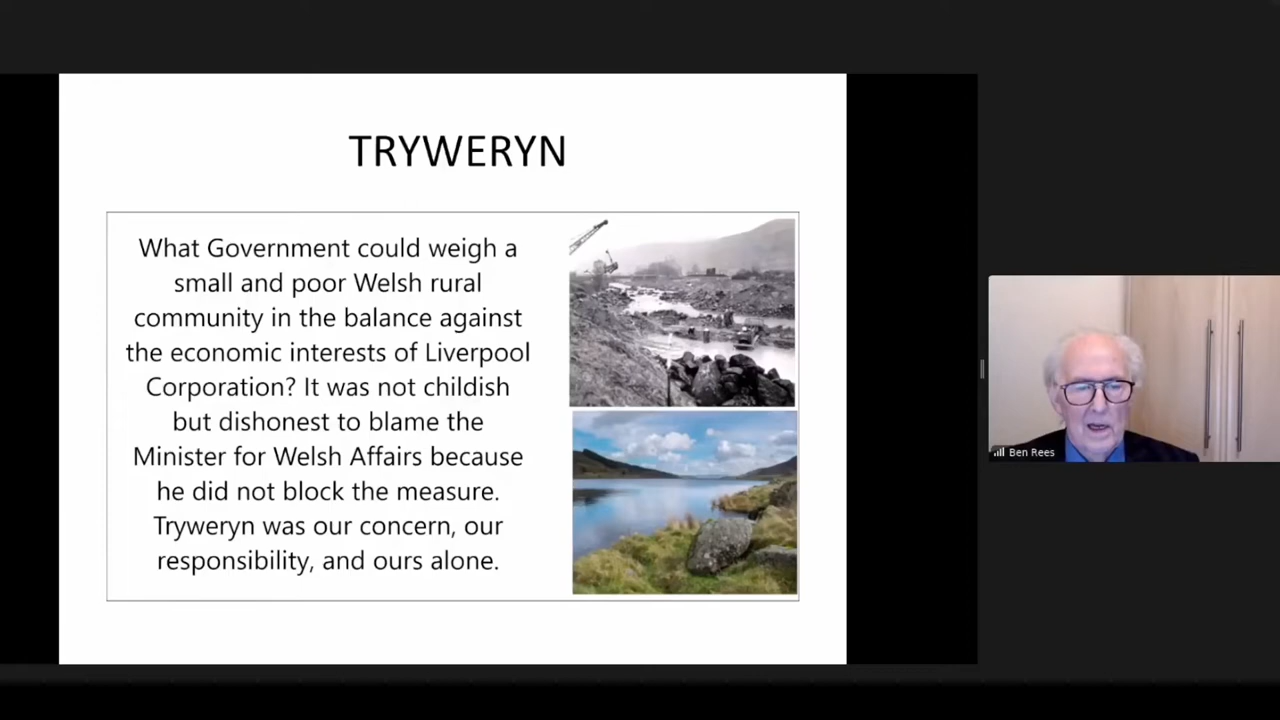 TRYWERYN
What Government could weigh a
small and poor Welsh rural
community in the balance against
the economic interests of Liverpool
Corporation? It was not childish
but dishonest to blame the
Minister for Welsh Affairs because
he did not block the measure.
Tryweryn was our concern, our
responsibility, and ours alone.
Ben Rees